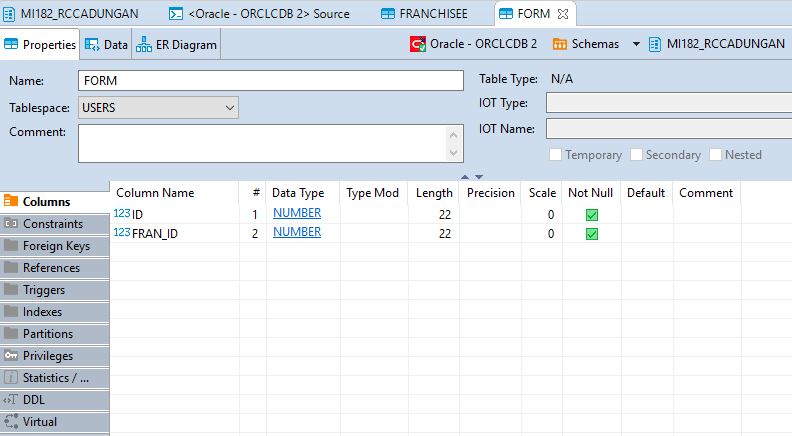 MI182_RCCADUNGAN <Oracle - ORCLCDB 2> Source FRANCHISEE FORM
Properties Data ER Diagram Oracle - ORCLCDB 2 Schemas MI182_RCCADUNGAN
Name: FORM Table Type: N/A
Tablespace: USERS IOT Type:
Comment: IOT Name:
Temporary Secondary Nested
Columns Column Name # Data Type Type Mod Length Precision Scale Not Null Default Comment
123 ID 1 NUMBER 22 0
Constraints
123 FRAN_ID 2 NUMBER 22 0
Foreign Keys
References
Triggers
Indexes
Partitions
Privileges
Statistics / ...
DDL
Virtual